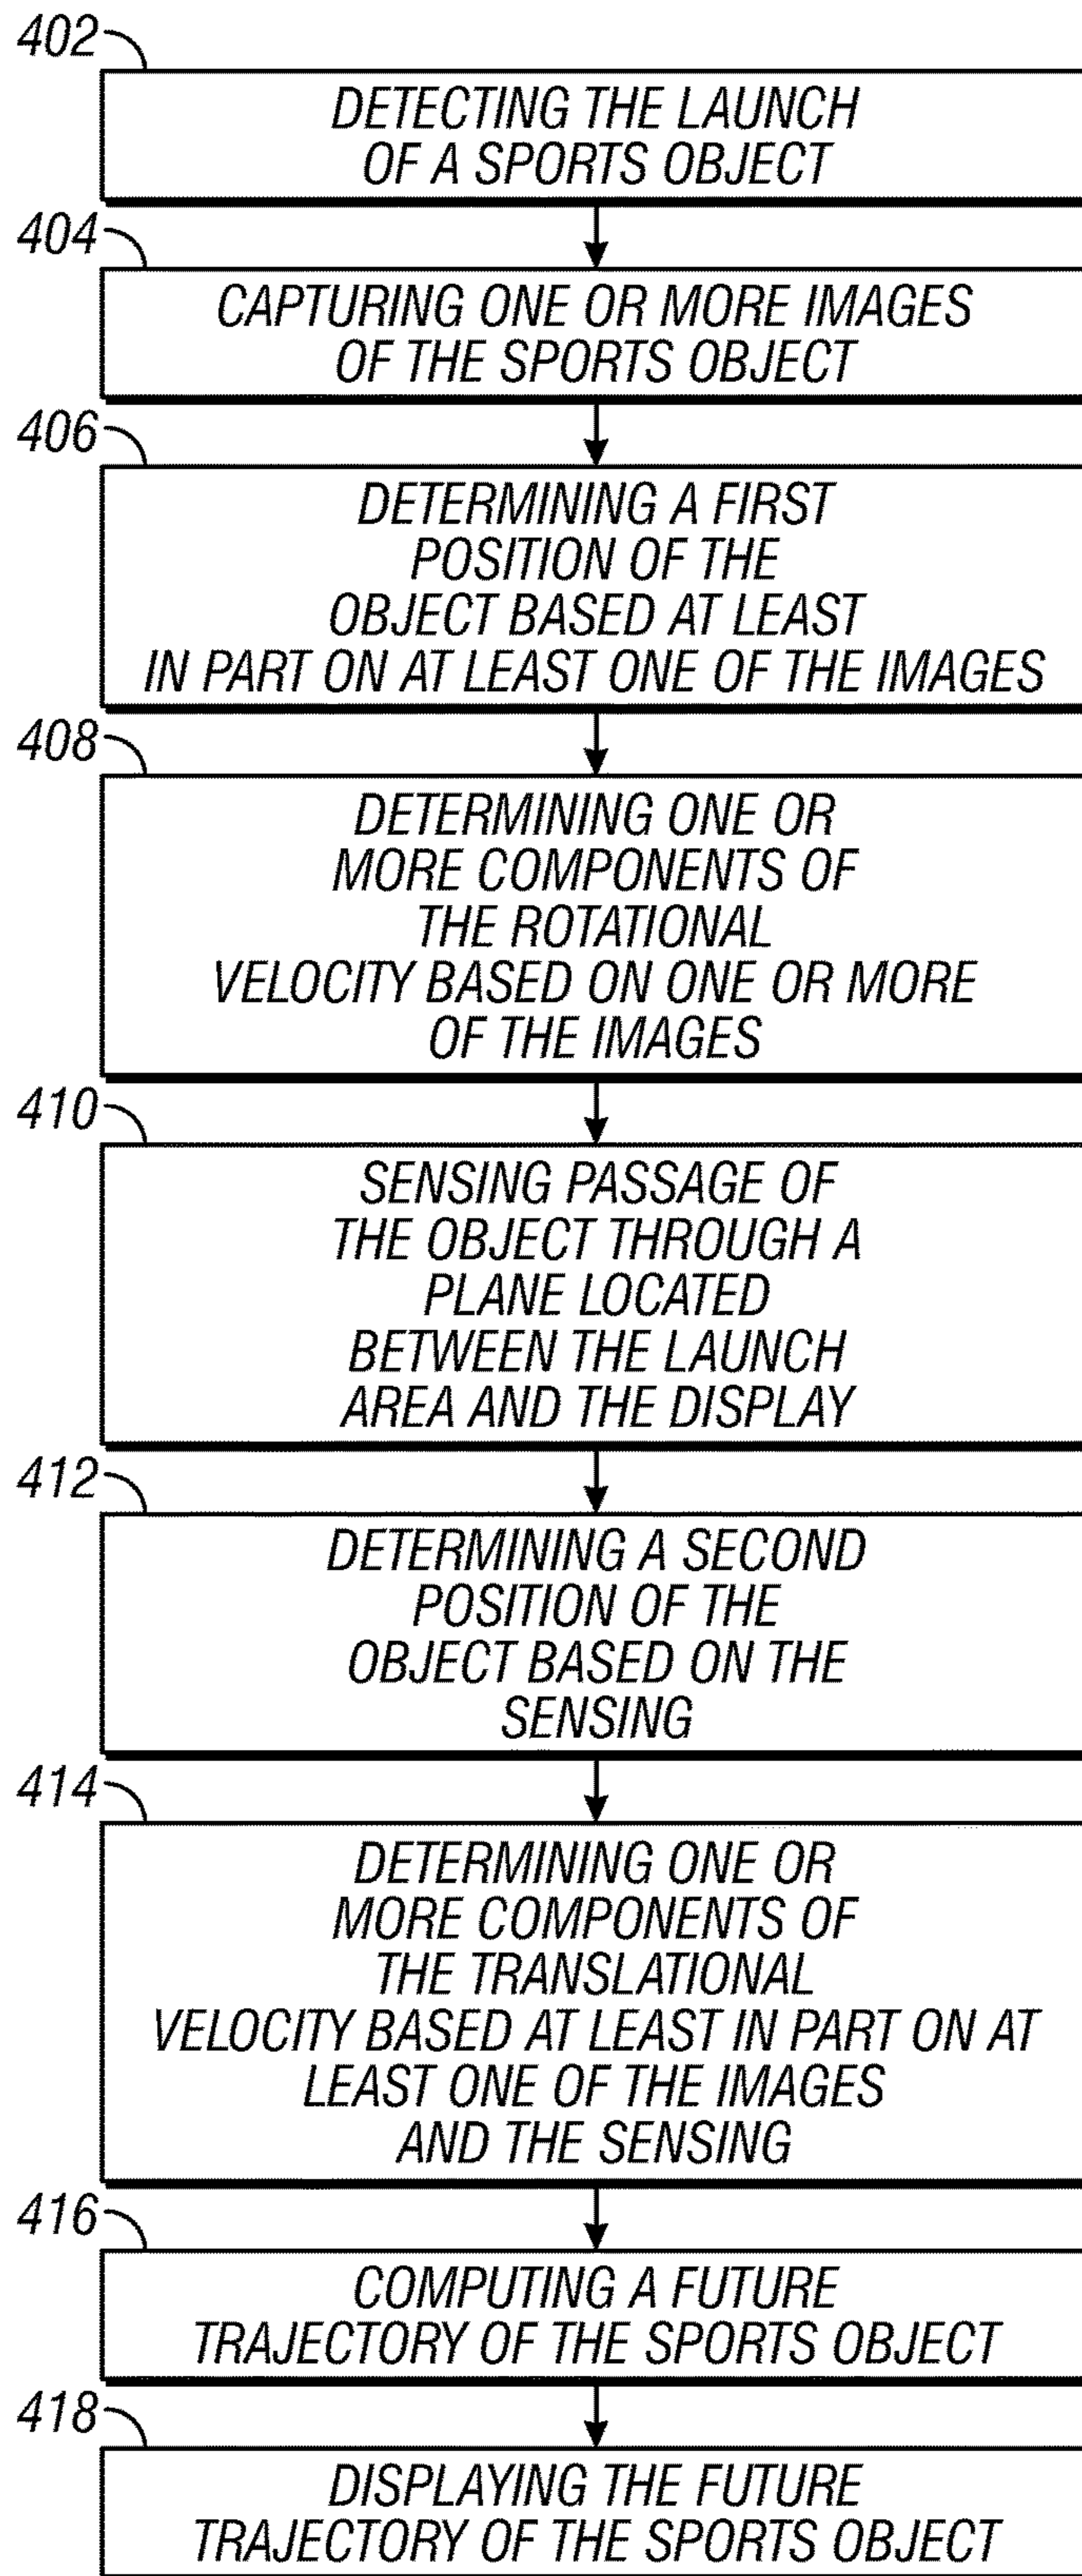 402
DETECTING THE LAUNCH
OF A SPORTS OBJECT
404
CAPTURING ONE OR MORE IMAGES
OF THE SPORTS OBJECT
406
DETERMINING A FIRST
POSITION OF THE
OBJECT BASED AT LEAST
IN PART ON AT LEAST ONE OF THE IMAGES
408
DETERMINING ONE OR
MORE COMPONENTS OF
THE ROTATIONAL
VELOCITY BASED ON ONE OR MORE
OF THE IMAGES
410
SENSING PASSAGE OF
THE OBJECT THROUGH A
PLANE LOCATED
BETWEEN THE LAUNCH
AREA AND THE DISPLAY
412
DETERMINING A SECOND
POSITION OF THE
OBJECT BASED ON THE
SENSING
414
DETERMINING ONE OR
MORE COMPONENTS OF
THE TRANSLATIONAL
VELOCITY BASED AT LEAST IN PART ON AT
LEAST ONE OF THE IMAGES
AND THE SENSING
416
COMPUTING A FUTURE
TRAJECTORY OF THE SPORTS OBJECT
418
DISPLAYING THE FUTURE
TRAJECTORY OF THE SPORTS OBJECT